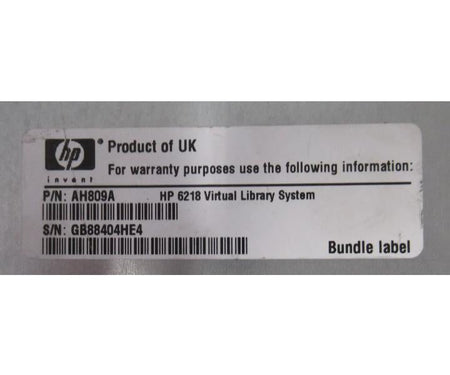 hp
invent
Product of UK
For warranty purposes use the following information:
P/N: AH809A HP 6218 Virtual Library System
S/N: GB88404HE4
Bundle label